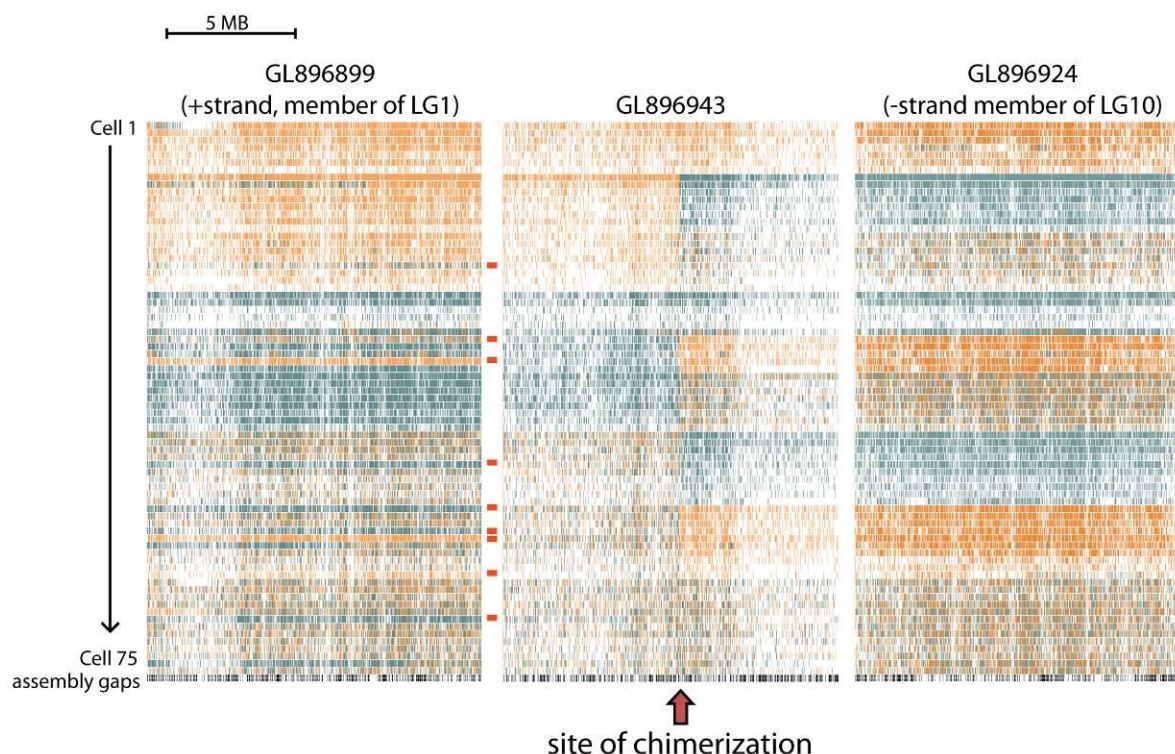 5 MB
GL896899
(+strand, member of LG1)
GL896943
GL896924
(-strand member of LG10)
Cell 1
Cell 75
assembly gaps
site of chimerization